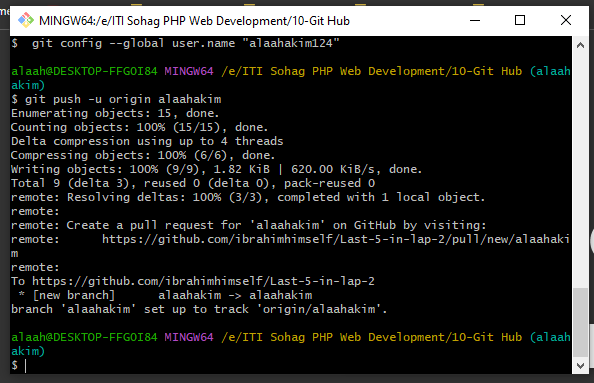 MINGW64:/e/ITI Sohag PHP Web Development/10-Git Hub
$  git config --global user.name "alaahakim124"
alaah@DESKTOP-FFGOI84 MINGW64 /e/ITI Sohag PHP Web Development/10-Git Hub (alaah
akim)
$ git push -u origin alaahakim
Enumerating objects: 15, done.
Counting objects: 100% (15/15), done.
Delta compression using up to 4 threads
Compressing objects: 100% (6/6), done.
Writing objects: 100% (9/9), 1.82 KiB | 620.00 KiB/s, done.
Total 9 (delta 3), reused 0 (delta 0), pack-reused 0
remote: Resolving deltas: 100% (3/3), completed with 1 local object.
remote:
remote: Create a pull request for 'alaahakim' on GitHub by visiting:
remote:      https://github.com/ibrahimhimself/Last-5-in-lap-2/pull/new/alaahaki
m
remote:
To https://github.com/ibrahimhimself/Last-5-in-lap-2
 * [new branch]      alaahakim -> alaahakim
branch 'alaahakim' set up to track 'origin/alaahakim'.
alaah@DESKTOP-FFGOI84 MINGW64 /e/ITI Sohag PHP Web Development/10-Git Hub (alaah
akim)
$